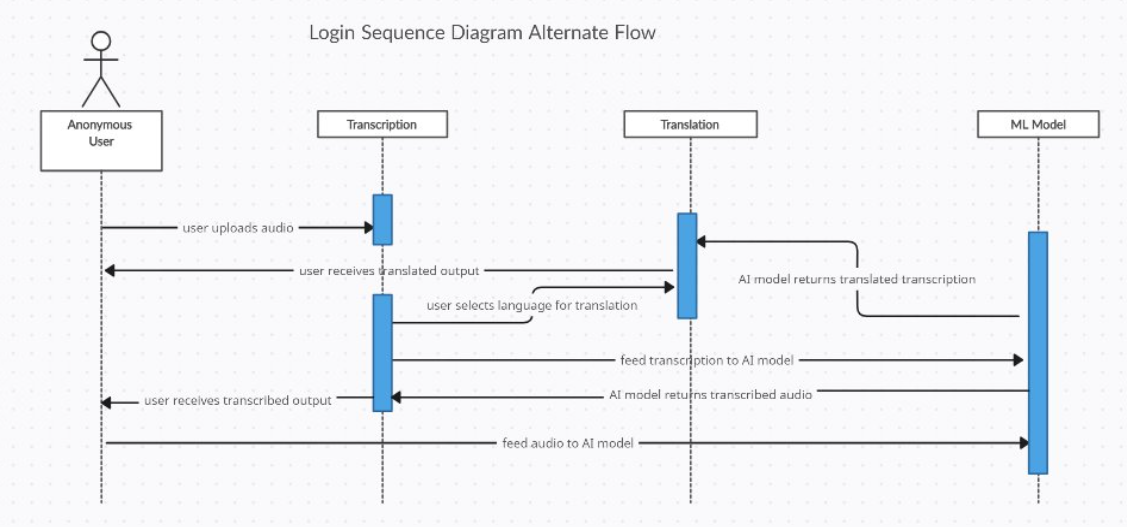 Login Sequence Diagram Alternate Flow
Anonymous
User
Transcription
Translation
ML Model
user uploads audio
user receives translated output
AI model returns translated transcription
user selects language for translation
feed transcription to AI model
AI model returns transcribed audio
user receives transcribed output
feed audio to AI model